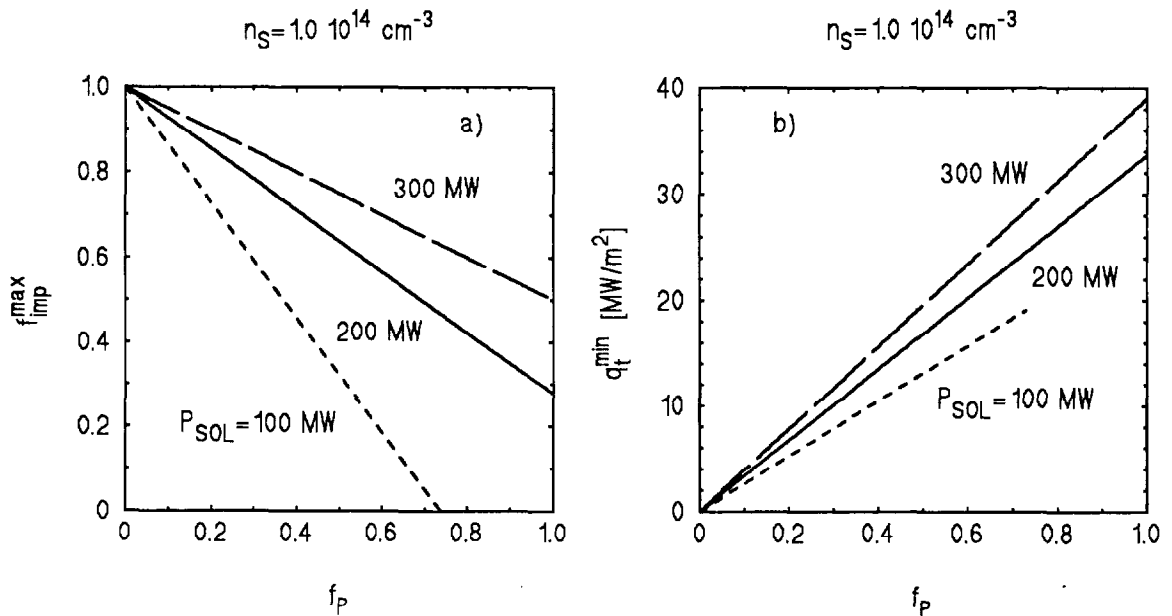 n_S = 1.0 10^14 cm^-3
a)
300 MW
200 MW
P_SOL = 100 MW
f_imp^max
1.0
0.8
0.6
0.4
0.2
0
0 0.2 0.4 0.6 0.8 1.0
f_P
n_S = 1.0 10^14 cm^-3
b)
300 MW
200 MW
P_SOL = 100 MW
q_t^min [MW/m^2]
40
30
20
10
0
0 0.2 0.4 0.6 0.8 1.0
f_P